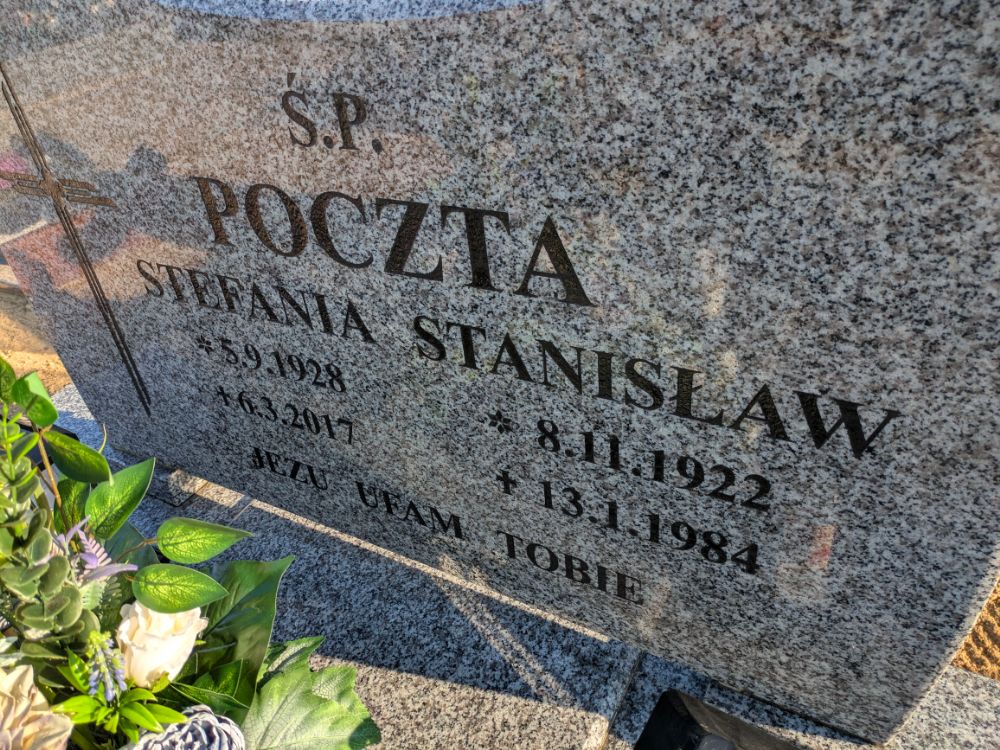 Ś.P.
POCZTA
STEFANIA STANISŁAW
*5.9.1928 * 8.11.1922
+6.3.2017 + 13.1.1984
JEZU UFAM TOBIE